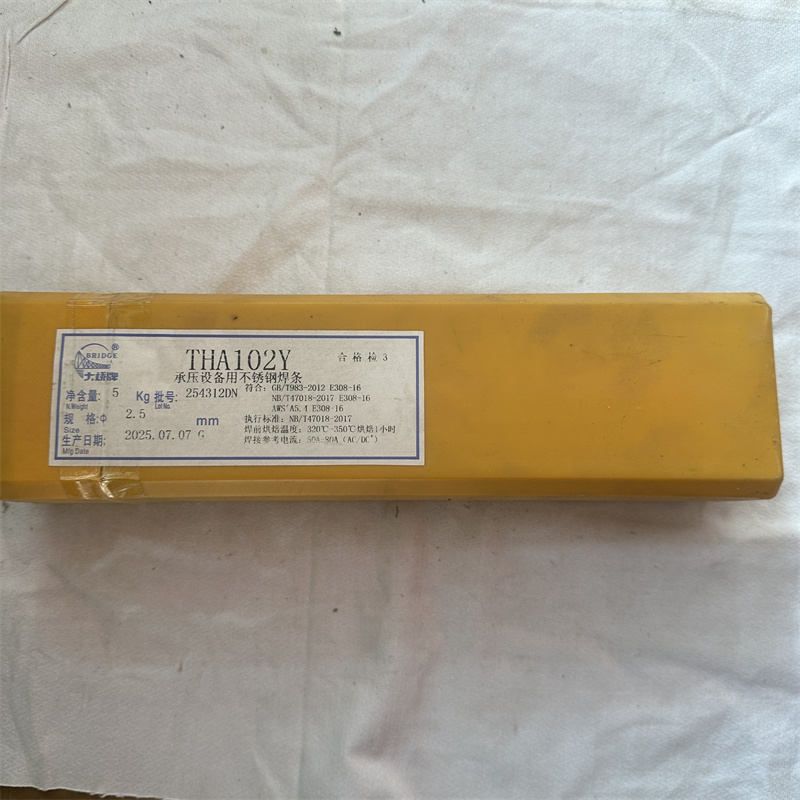 BRIDGE®
大桥牌
THA102Y
合格检 3
承压设备用不锈钢焊条
净含量: 5 Kg 批号: 254312DN
N.Weight Lot No.
符合: GB/T983-2012 E308-16
NB/T47018-2017 E308-16
AWS A5.4 E308-16
规 格:Φ 2.5 mm
Size
执行标准: NB/T47018-2017
生产日期: 2025.07.07 G
Mfg Date
焊前烘焙温度: 320℃-350℃烘焙1小时
焊接参考电流: 50A-80A (AC/DC⁺)